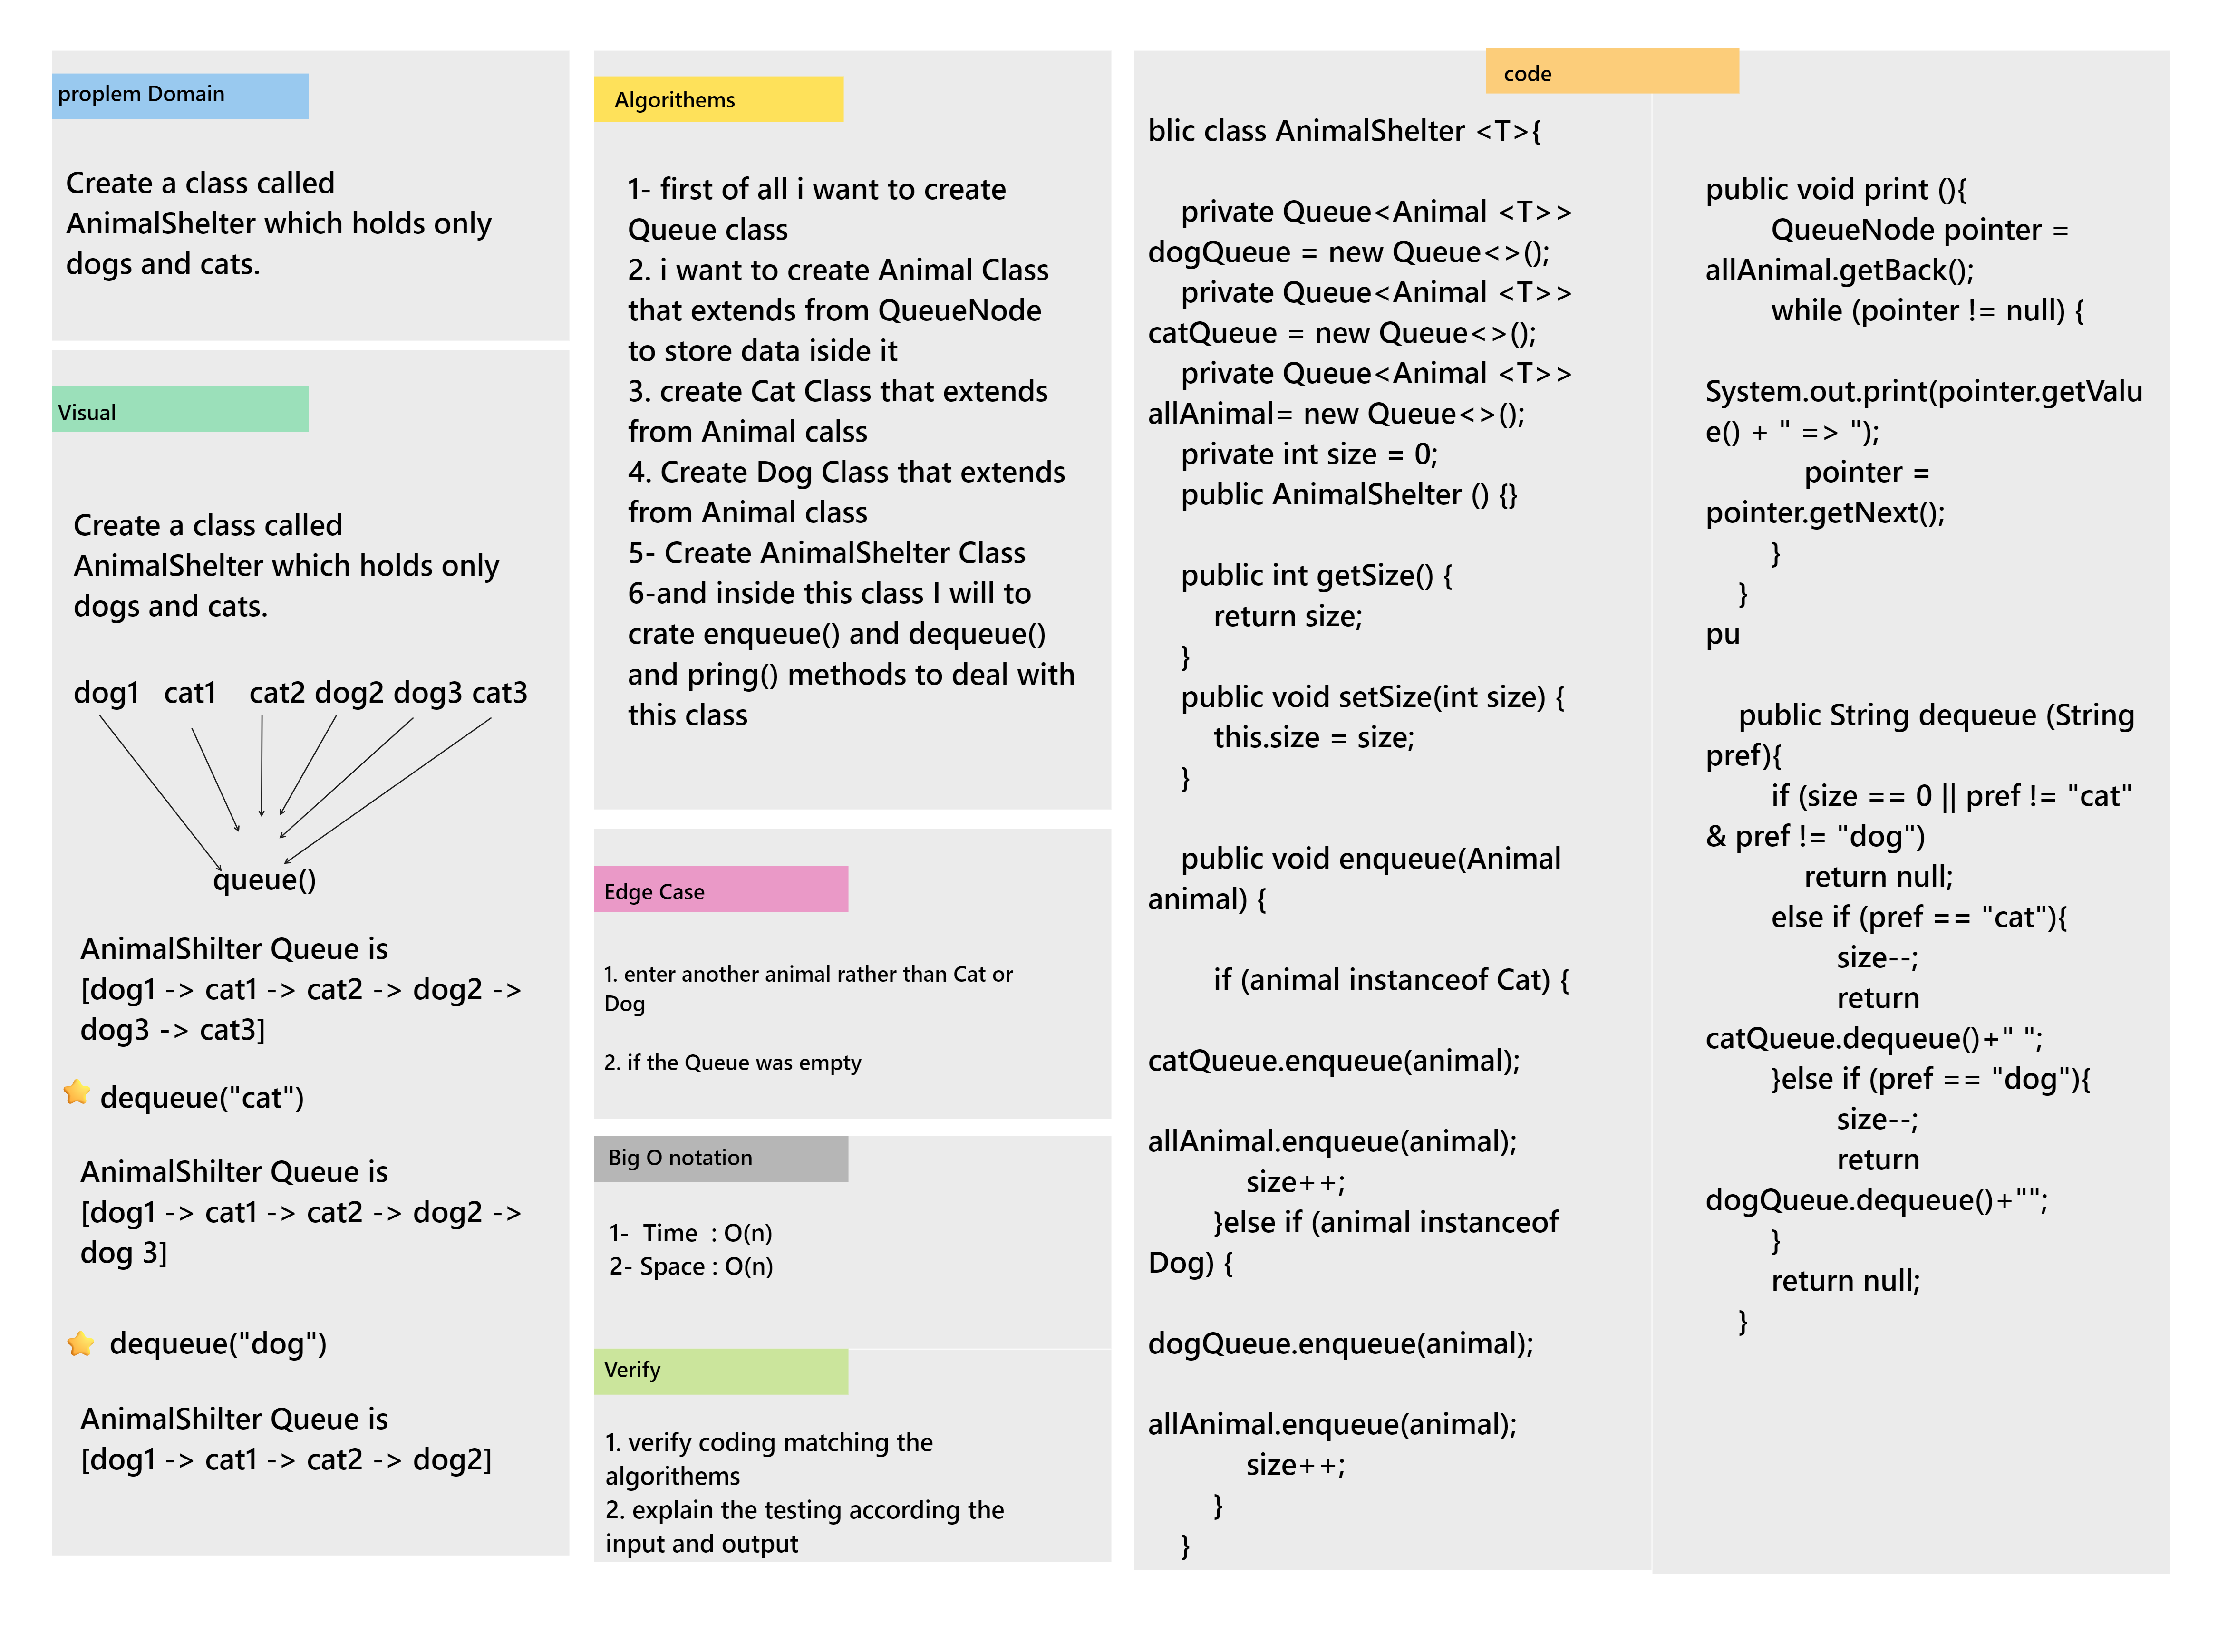 proplem Domain
Create a class called
AnimalShelter which holds only
dogs and cats.
Visual
Create a class called
AnimalShelter which holds only
dogs and cats.
dog1 cat1 cat2 dog2 dog3 cat3
queue()
AnimalShilter Queue is
[dog1 -> cat1 -> cat2 -> dog2 ->
dog3 -> cat3]
dequeue("cat")
AnimalShilter Queue is
[dog1 -> cat1 -> cat2 -> dog2 ->
dog 3]
dequeue("dog")
AnimalShilter Queue is
[dog1 -> cat1 -> cat2 -> dog2]
Algorithems
1- first of all i want to create
Queue class
2. i want to create Animal Class
that extends from QueueNode
to store data iside it
3. create Cat Class that extends
from Animal calss
4. Create Dog Class that extends
from Animal class
5- Create AnimalShelter Class
6-and inside this class I will to
crate enqueue() and dequeue()
and pring() methods to deal with
this class
Edge Case
1. enter another animal rather than Cat or
Dog
2. if the Queue was empty
Big O notation
1- Time : O(n)
2- Space : O(n)
Verify
1. verify coding matching the
algorithems
2. explain the testing according the
input and output
code
blic class AnimalShelter <T>{
private Queue<Animal <T>>
dogQueue = new Queue<>();
private Queue<Animal <T>>
catQueue = new Queue<>();
private Queue<Animal <T>>
allAnimal= new Queue<>();
private int size = 0;
public AnimalShelter () {}
public int getSize() {
return size;
}
public void setSize(int size) {
this.size = size;
}
public void enqueue(Animal
animal) {
if (animal instanceof Cat) {
catQueue.enqueue(animal);
allAnimal.enqueue(animal);
size++;
}else if (animal instanceof
Dog) {
dogQueue.enqueue(animal);
allAnimal.enqueue(animal);
size++;
}
}
public void print (){
QueueNode pointer =
allAnimal.getBack();
while (pointer != null) {
System.out.print(pointer.getValu
e() + " => ");
pointer =
pointer.getNext();
}
}
pu
public String dequeue (String
pref){
if (size == 0 || pref != "cat"
& pref != "dog")
return null;
else if (pref == "cat"){
size--;
return
catQueue.dequeue()+" ";
}else if (pref == "dog"){
size--;
return
dogQueue.dequeue()+"";
}
return null;
}